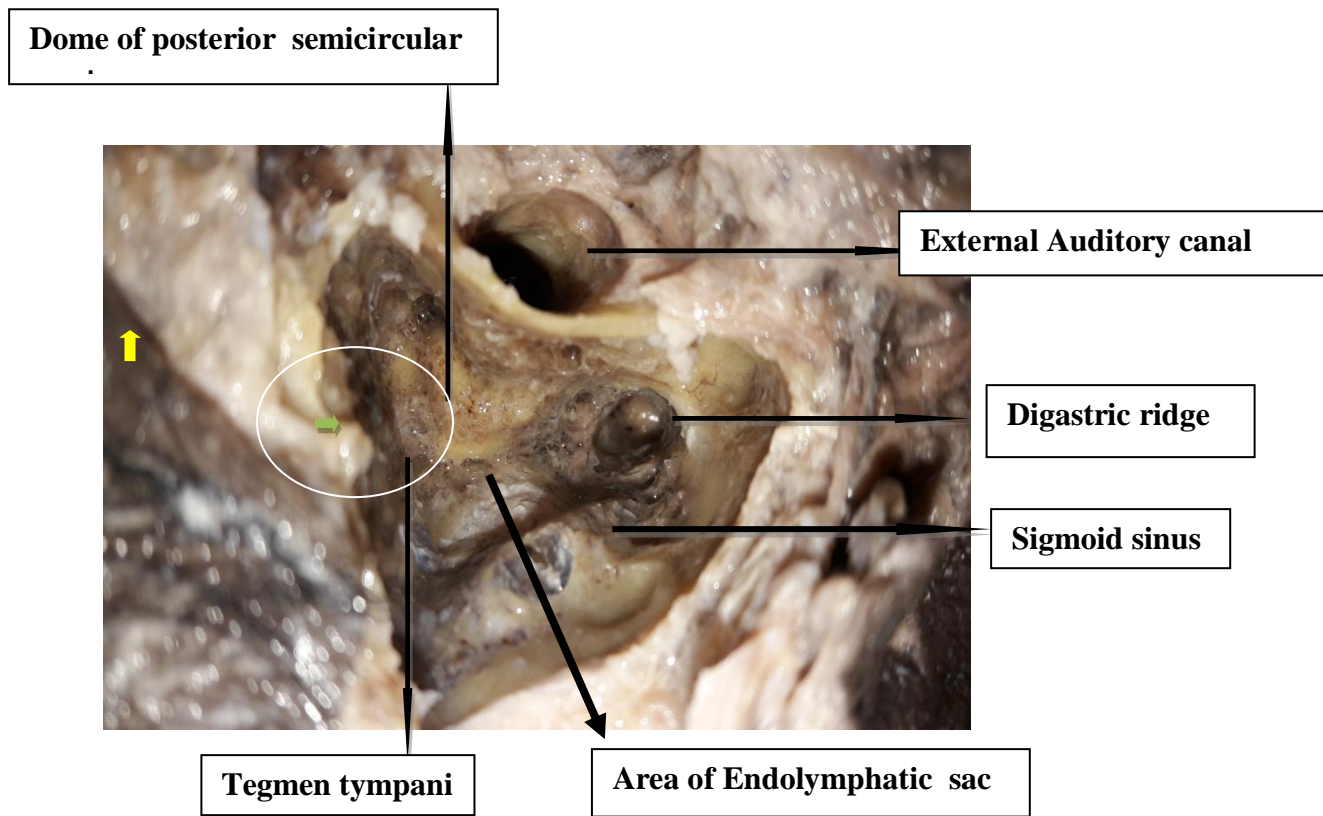 Dome of posterior semicircular
.
External Auditory canal
Digastric ridge
Sigmoid sinus
Tegmen tympani
Area of Endolymphatic sac